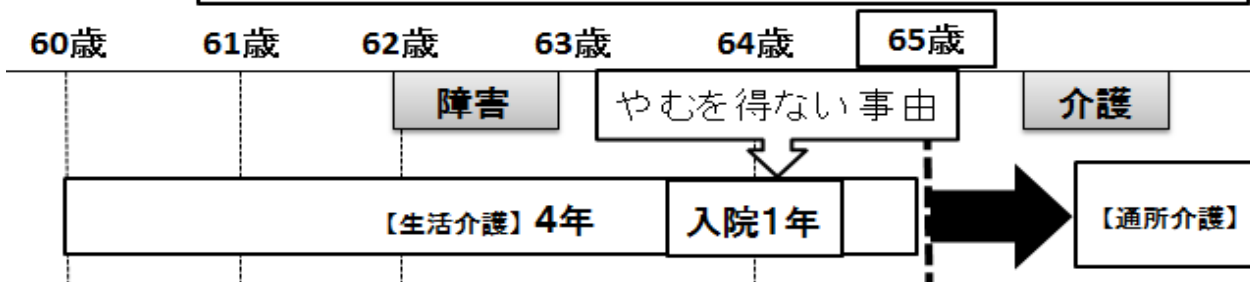 60歳 61歳 62歳 63歳 64歳 65歳
障害 やむを得ない事由 介護
【生活介護】4年 入院1年 【通所介護】